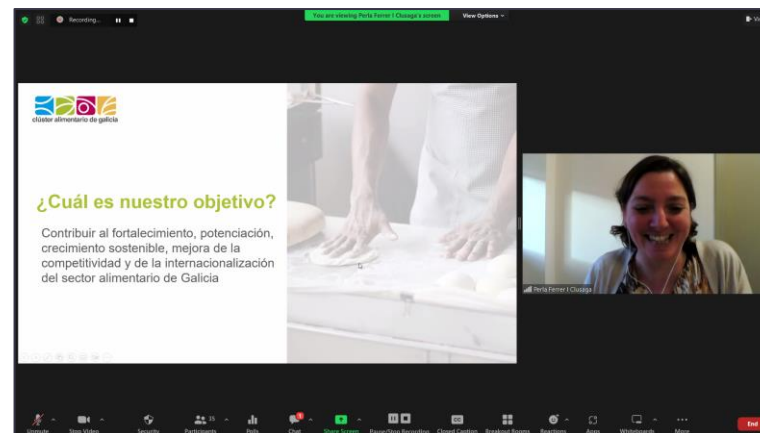 Recording...
You are viewing Perla Ferrer I Clusaga's screen
View Options
clúster alimentario de galicia
¿Cuál es nuestro objetivo?
Contribuir al fortalecimiento, potenciación,
crecimiento sostenible, mejora de la
competitividad y de la internacionalización
del sector alimentario de Galicia
Perla Ferrer I Clusaga
Unmute
Stop Video
Security
Participants
15
Polls
Chat
Share Screen
Pause/Stop Recording
CC
Closed Caption
Breakout Rooms
Reactions
Apps
Whiteboards
More
End